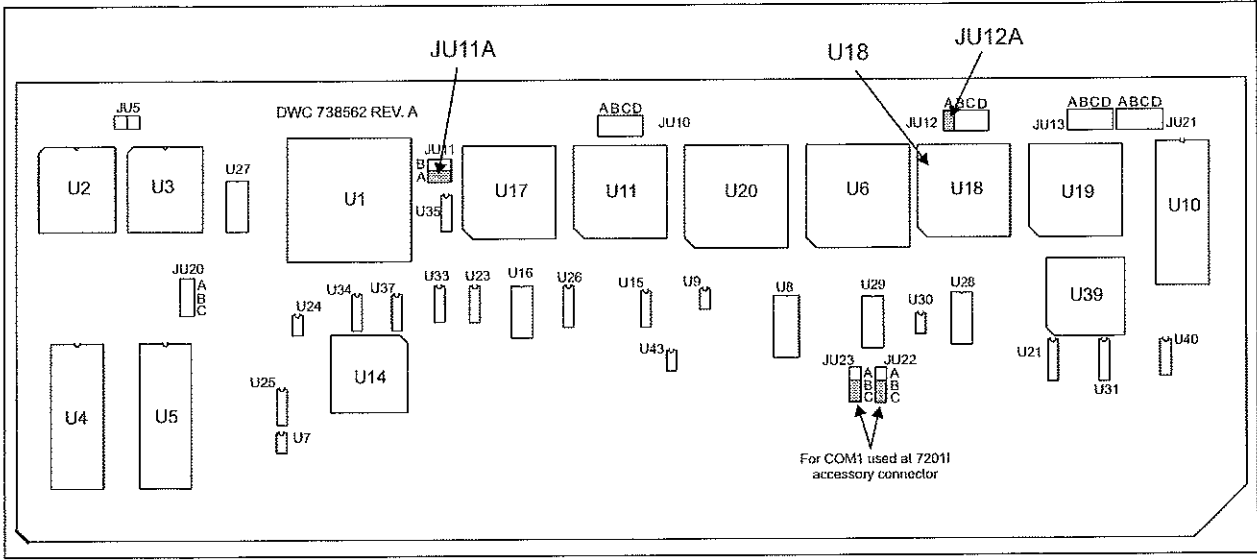 JU11A
U18
JU12A
JU5
DWC 738562 REV. A
ABCD
JU10
ABCD
JU12
ABCD
ABCD
JU13
JU21
U2
U3
U27
U1
JU11
B
A
U35
U17
U11
U20
U6
U18
U19
U10
JU20
A
B
C
U24
U34
U37
U33
U23
U16
U26
U15
U9
U8
U29
U30
U28
U39
U43
U14
U25
U7
U4
U5
JU23
A
B
C
JU22
A
B
C
U21
U31
U40
For COM1 used at 7201I
accessory connector